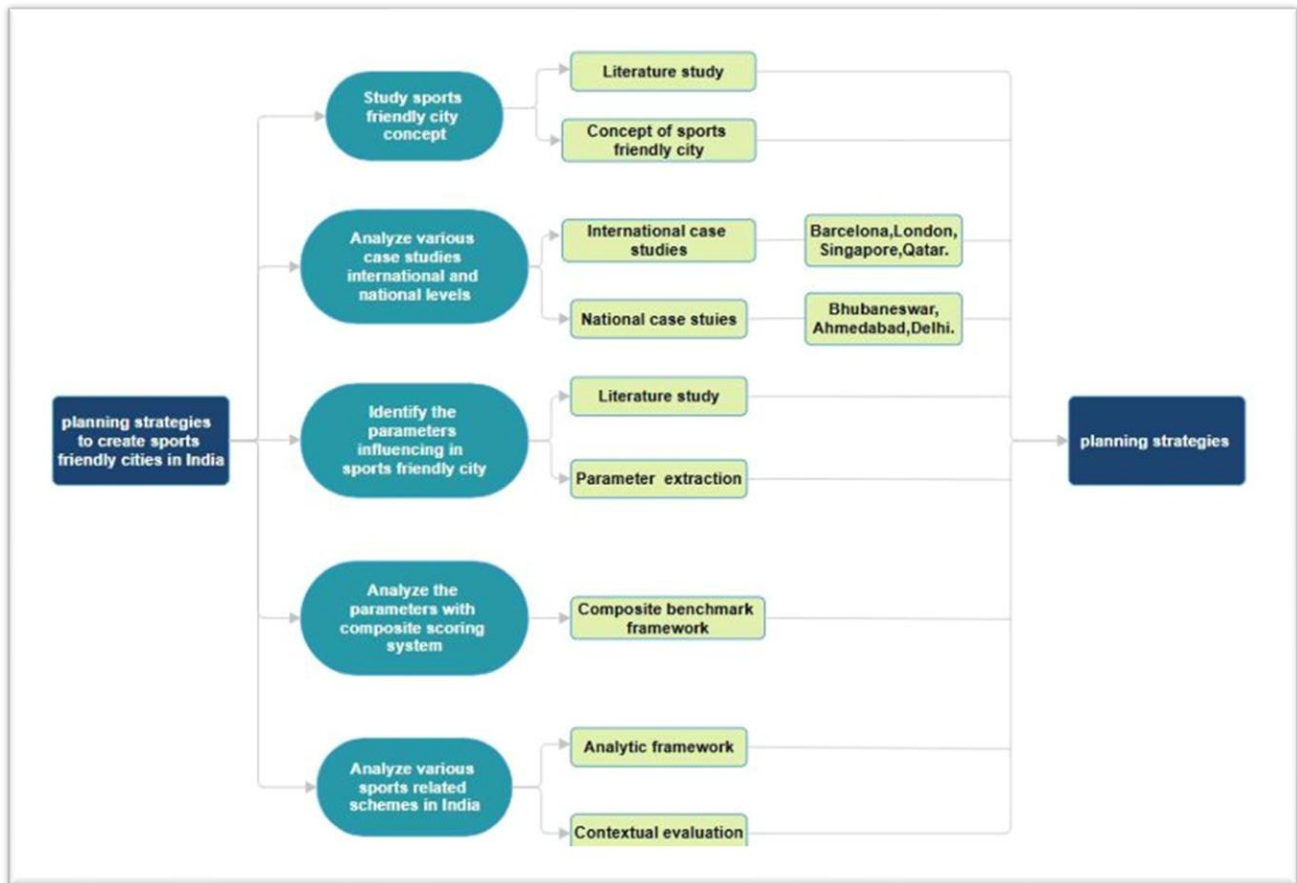 planning strategies
to create sports
friendly cities in India
Study sports
friendly city
concept
Literature study
Concept of sports
friendly city
Analyze various
case studies
international and
national levels
International case
studies
Barcelona,London,
Singapore,Qatar.
National case stuies
Bhubaneswar,
Ahmedabad,Delhi.
Identify the
parameters
influencing in
sports friendly city
Literature study
Parameter extraction
Analyze the
parameters with
composite scoring
system
Composite benchmark
framework
Analyze various
sports related
schemes in India
Analytic framework
Contextual evaluation
planning strategies